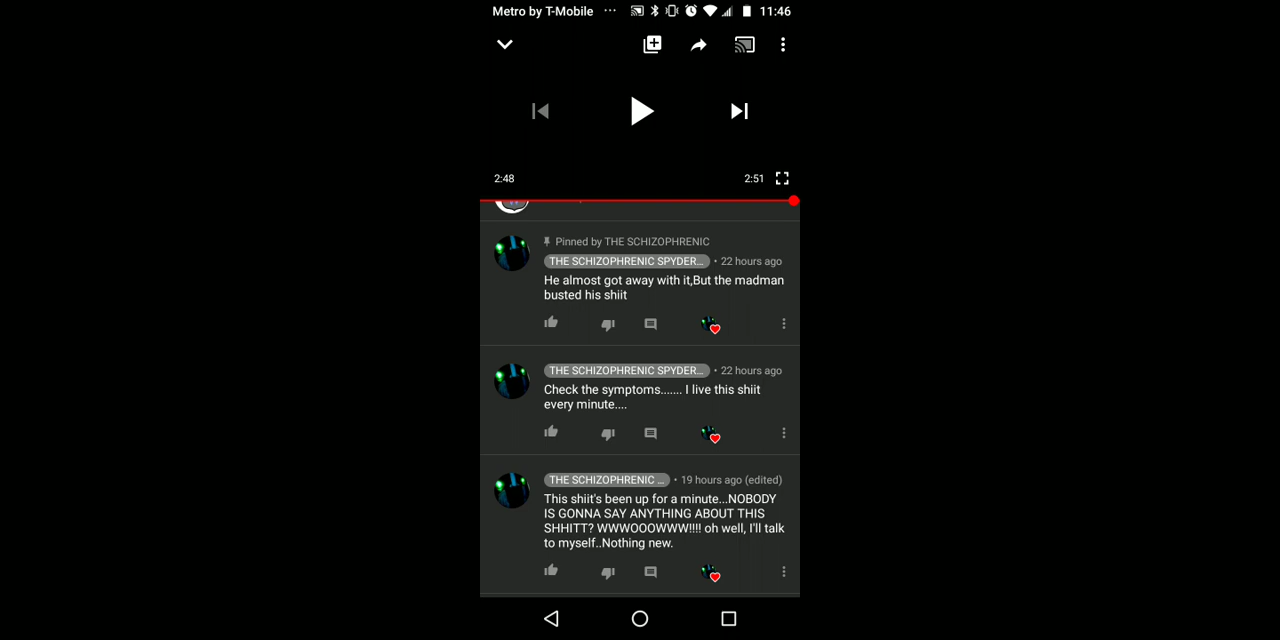 Metro by T-Mobile ··· 11:46
2:48 2:51
Pinned by THE SCHIZOPHRENIC
THE SCHIZOPHRENIC SPYDER... • 22 hours ago
He almost got away with it,But the madman
busted his shiit
THE SCHIZOPHRENIC SPYDER... • 22 hours ago
Check the symptoms....... I live this shiit
every minute....
THE SCHIZOPHRENIC ... • 19 hours ago (edited)
This shiit's been up for a minute...NOBODY
IS GONNA SAY ANYTHING ABOUT THIS
SHHITT? WWWOOOWWW!!!! oh well, I'll talk
to myself..Nothing new.